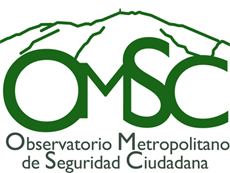 OMSC
Observatorio Metropolitano
de Seguridad Ciudadana